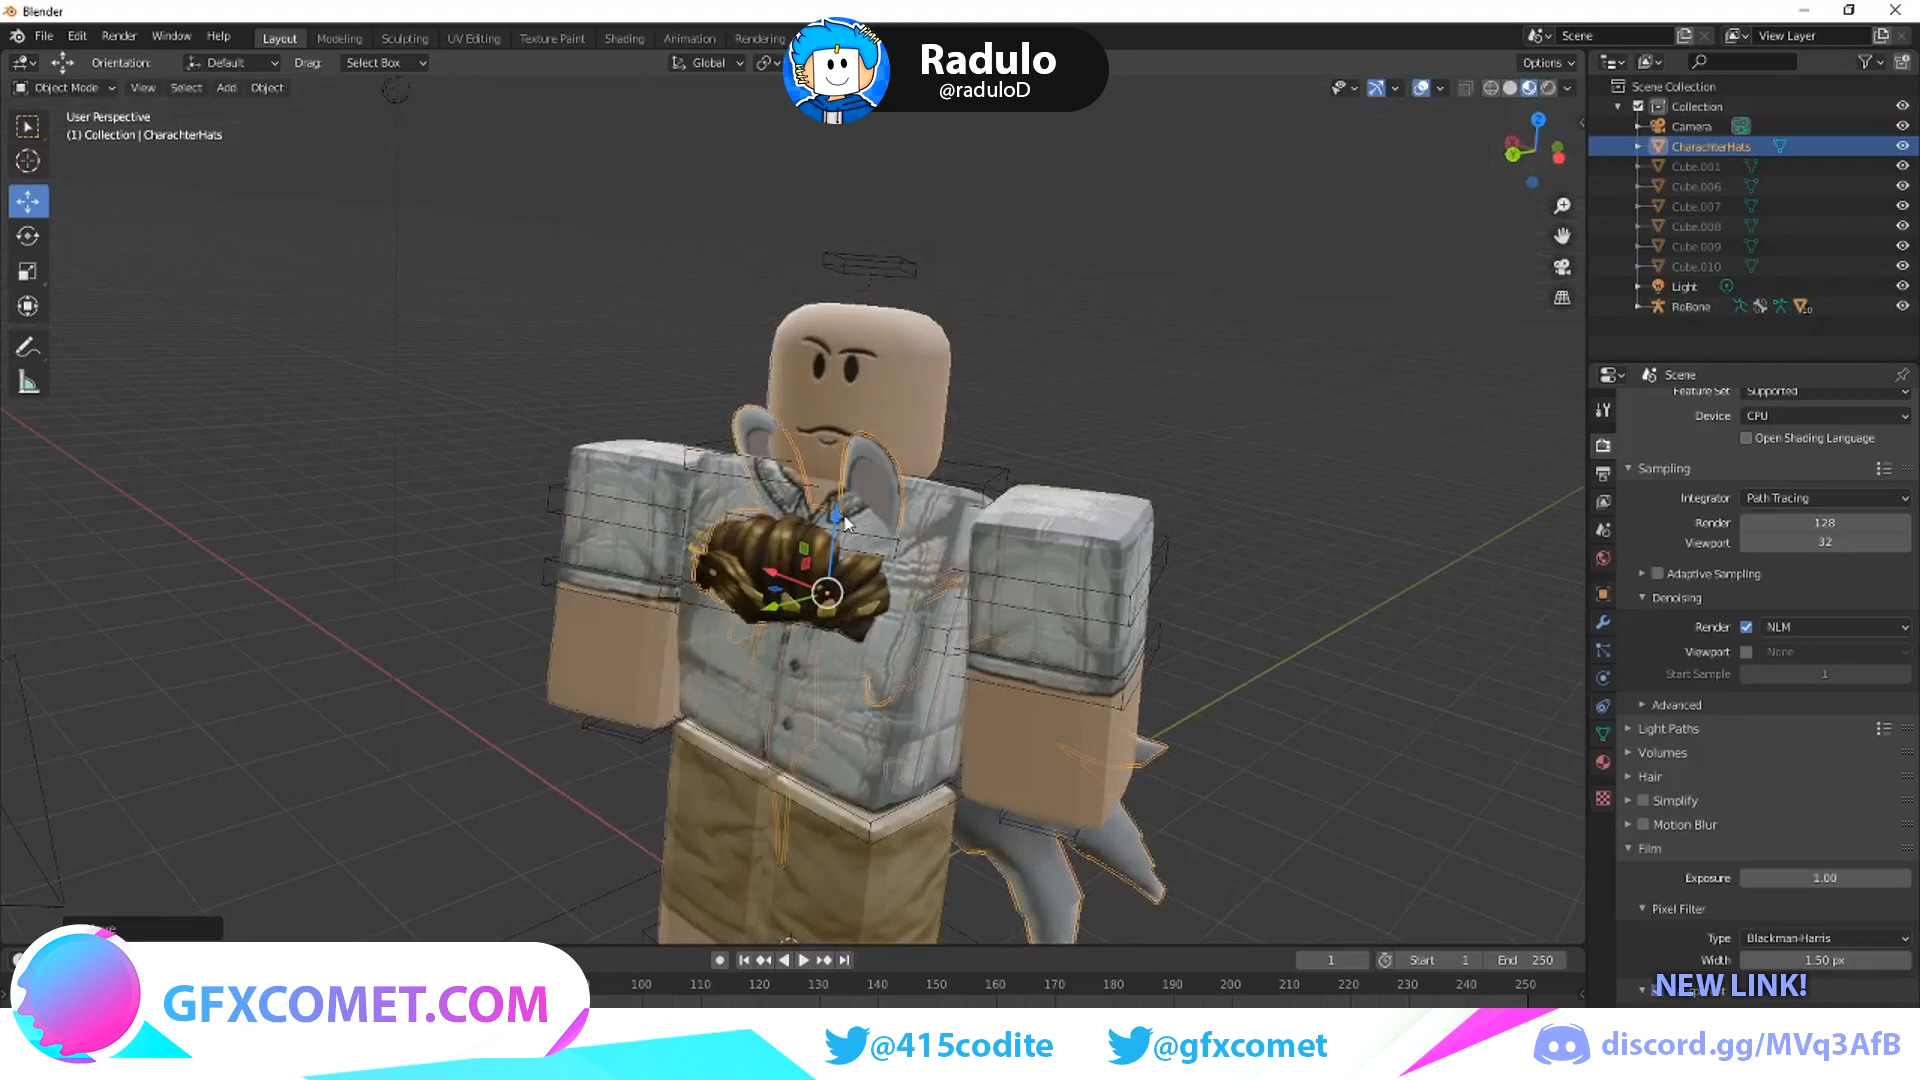 Blender
File Edit Render Window Help
Layout Modeling Sculpting UV Editing Texture Paint Shading Animation Rendering
Scene
View Layer
Orientation: Default Drag: Select Box
Global
Options
Object Mode View Select Add Object
Radulo
@raduloD
User Perspective
(1) Collection | CharachterHats
Z
Y
Scene Collection
Collection
Camera
CharachterHats
Cube.001
Cube.006
Cube.007
Cube.008
Cube.009
Cube.010
Light
RoBone
10
Scene
Feature Set Supported
Device CPU
Open Shading Language
Sampling
Integrator Path Tracing
Render 128
Viewport 32
Adaptive Sampling
Denoising
Render NLM
Viewport None
Start Sample 1
Advanced
Light Paths
Volumes
Hair
Simplify
Motion Blur
Film
Exposure 1.00
Pixel Filter
Type Blackman-Harris
Width 1.50 px
1 Start 1 End 250
100 110 120 130 140 150 160 170 180 190 200 210 220 230 240 250
NEW LINK!
GFXCOMET.COM
@415codite
@gfxcomet
discord.gg/MVq3AfB